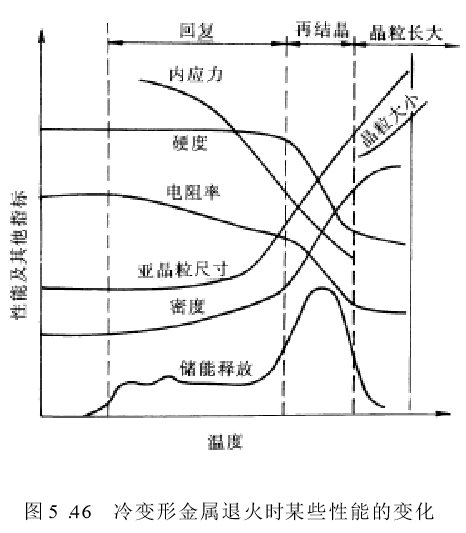 回复
再结晶
晶粒长大
内应力
晶粒大小
硬度
电阻率
亚晶粒尺寸
密度
储能释放
性能及其他指标
温度
图5 46 冷变形金属退火时某些性能的变化